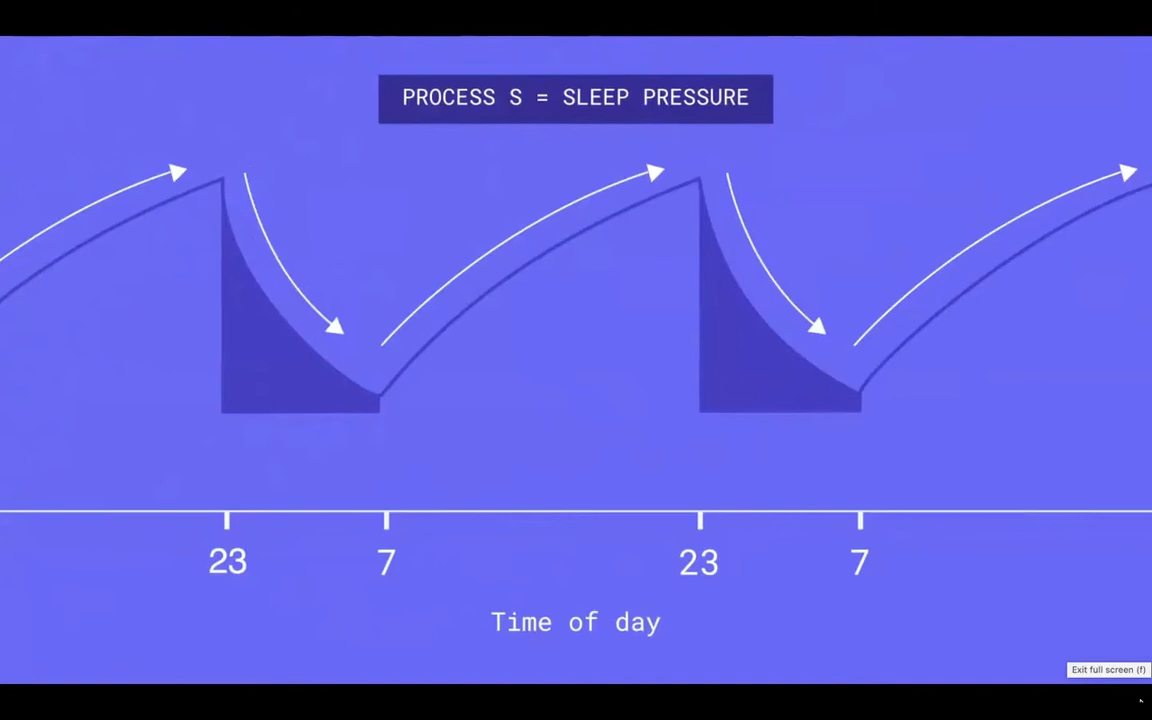 PROCESS S = SLEEP PRESSURE
23 7 23 7
Time of day
Exit full screen (f)